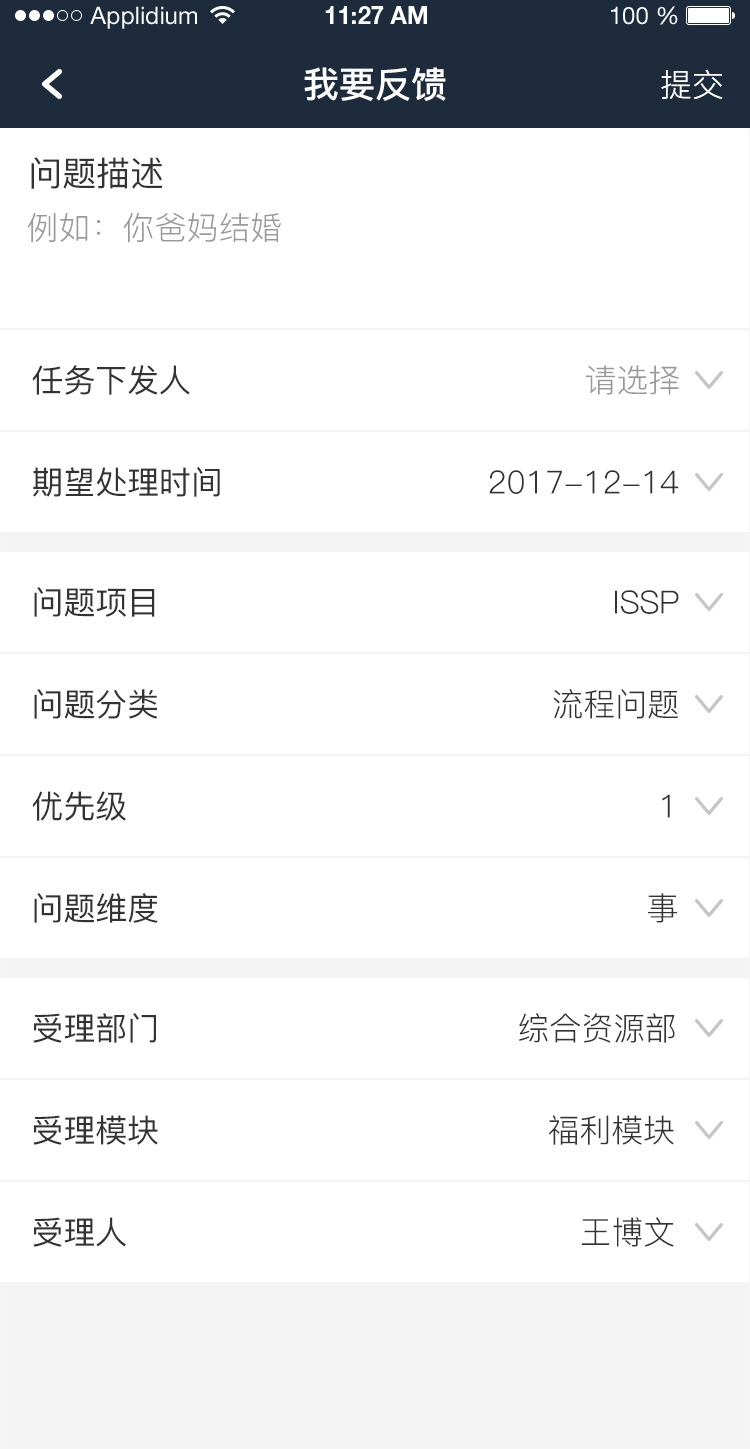 Applidium 11:27 AM 100 %
我要反馈 提交
问题描述
例如：你爸妈结婚
任务下发人 请选择
期望处理时间 2017-12-14
问题项目 ISSP
问题分类 流程问题
优先级 1
问题维度 事
受理部门 综合资源部
受理模块 福利模块
受理人 王博文